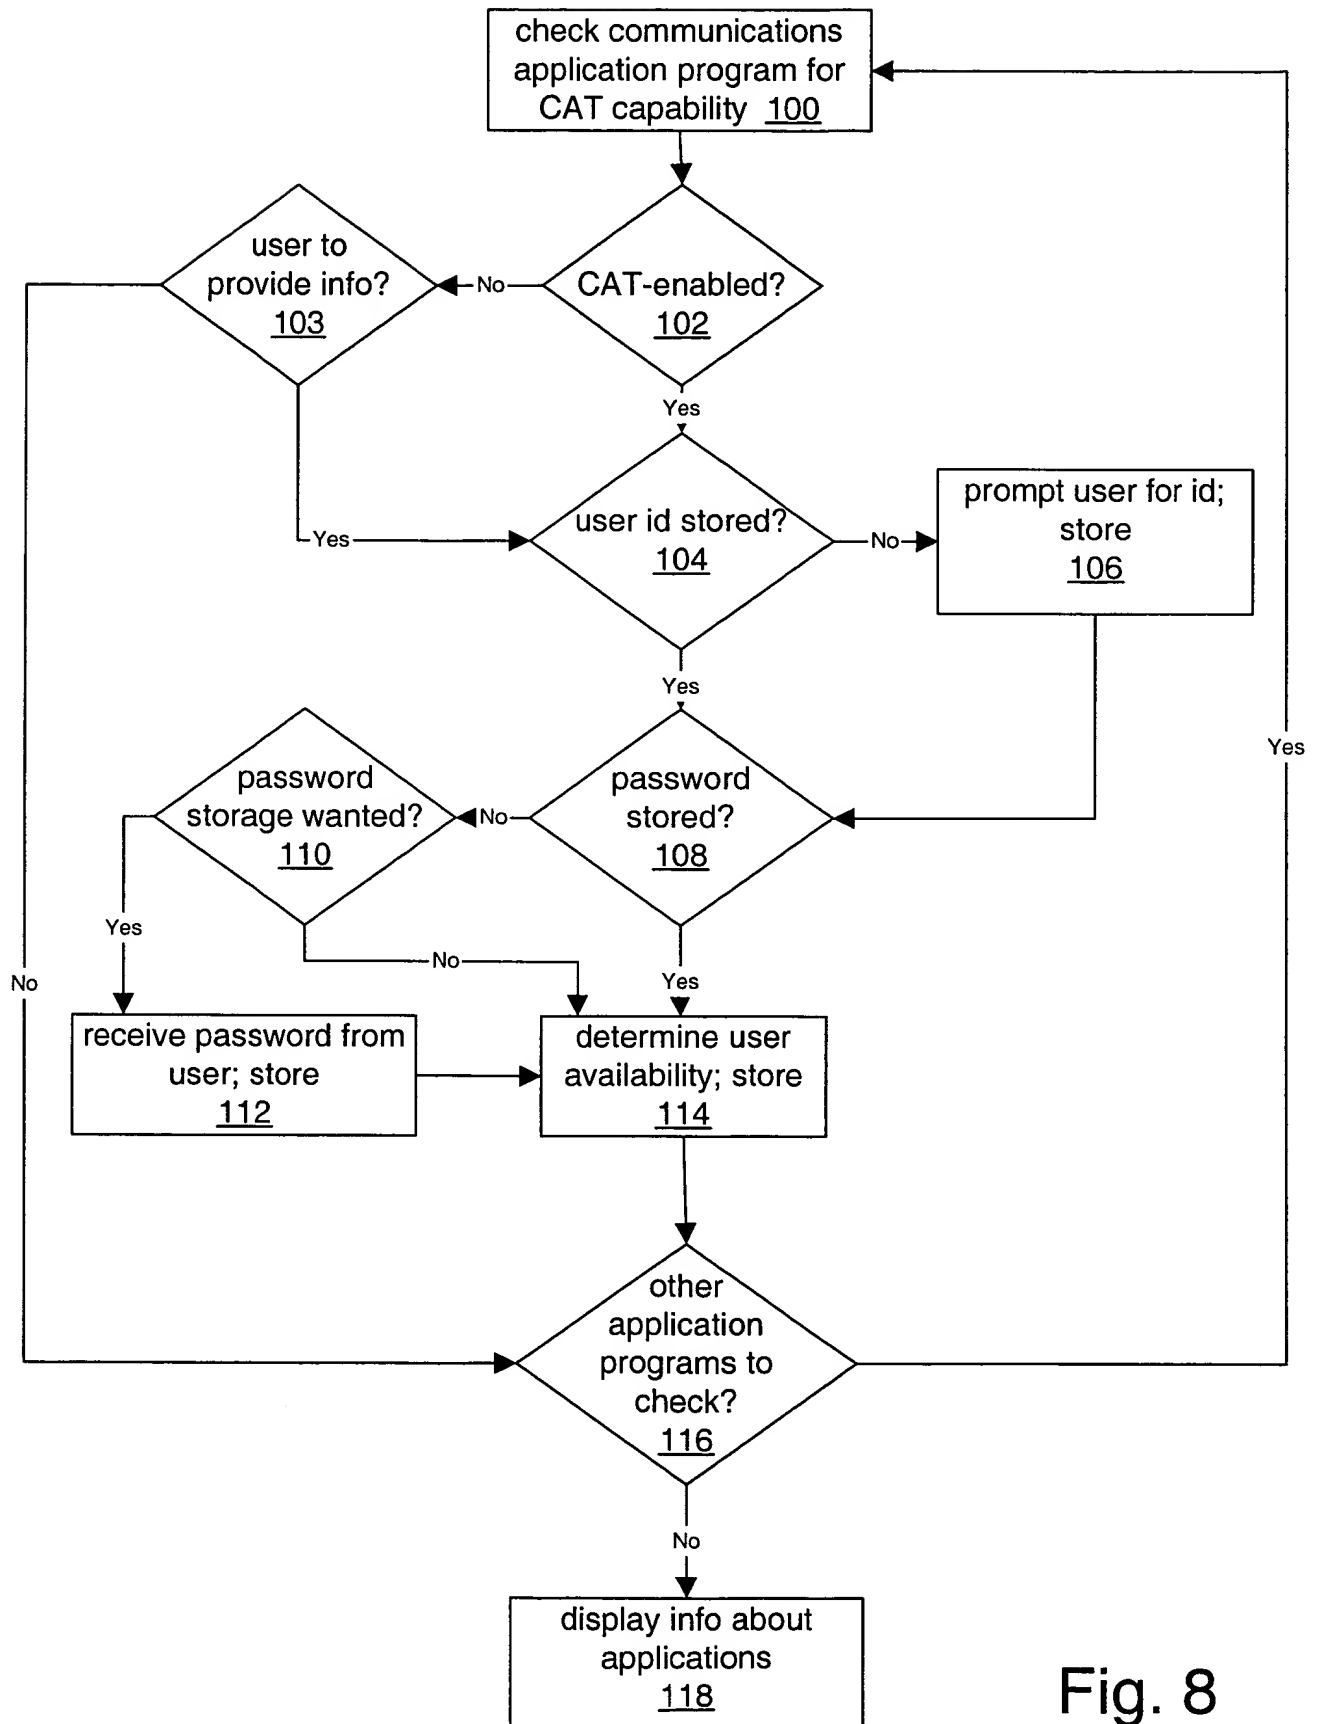 check communications
application program for
CAT capability 100
user to
provide info?
103
No
CAT-enabled?
102
Yes
user id stored?
104
No
prompt user for id;
store
106
Yes
Yes
password
storage wanted?
110
No
password
stored?
108
Yes
Yes
No
Yes
No
receive password from
user; store
112
determine user
availability; store
114
other
application
programs to
check?
116
No
display info about
applications
118
Fig. 8